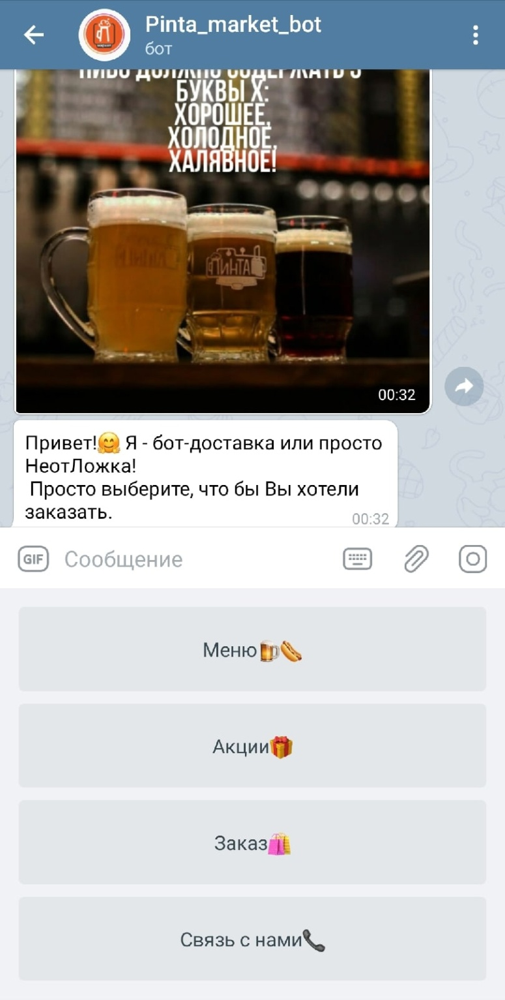 Pinta_market_bot
бот
ПИВО ДОЛЖНО СОДЕРЖАТЬ 3
БУКВЫ Х:
ХОРОШЕЕ,
ХОЛОДНОЕ,
ХАЛЯВНОЕ!
ПИНТА
00:32
Привет!🤗 Я - бот-доставка или просто
НеотЛожка!
Просто выберите, что бы Вы хотели
заказать.
00:32
GIF
Сообщение
Меню🍺🌭
Акции🎁
Заказ🛍
Связь с нами📞